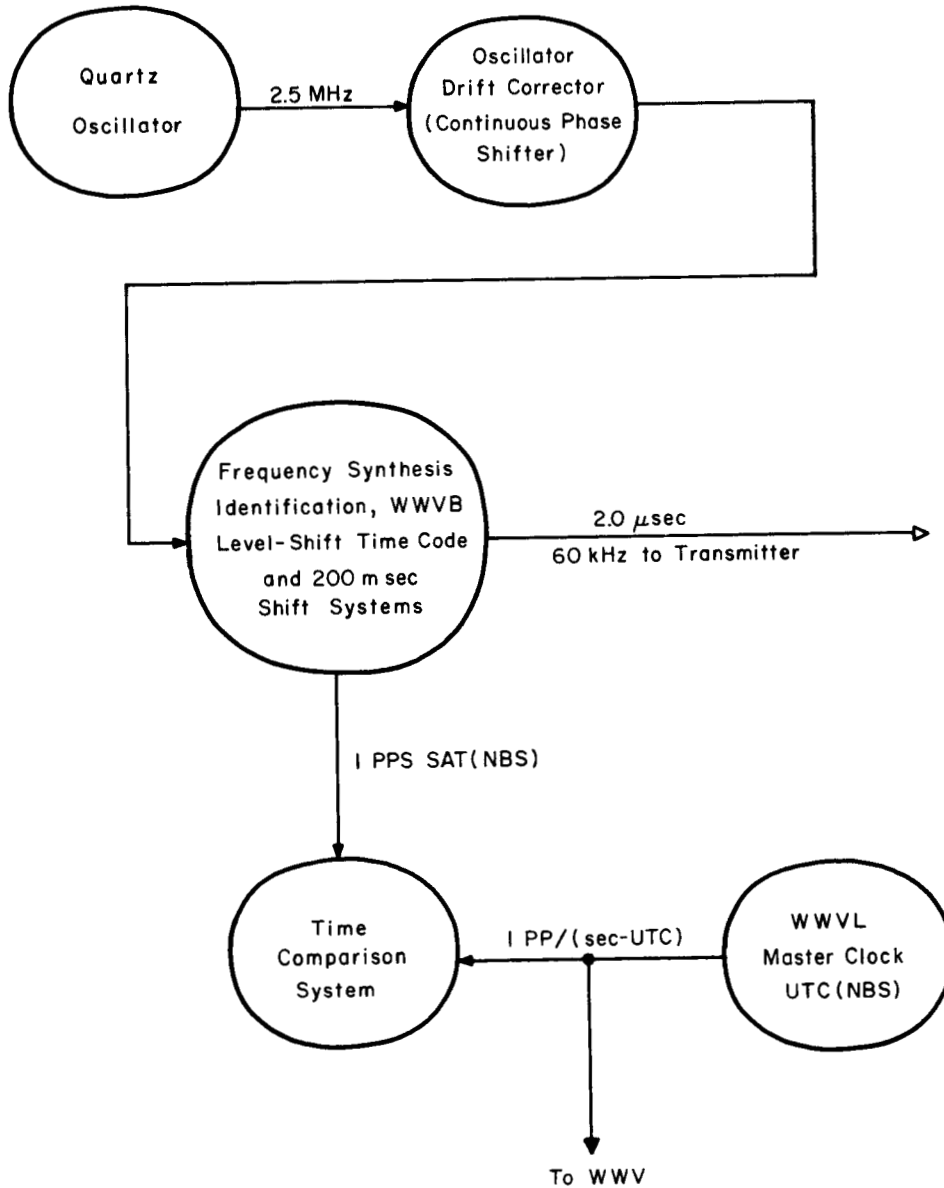 Quartz
Oscillator
2.5 MHz
Oscillator
Drift Corrector
(Continuous Phase
Shifter)
Frequency Synthesis
Identification, WWVB
Level-Shift Time Code
and 200 m sec
Shift Systems
2.0 μsec
60 kHz to Transmitter
I PPS SAT(NBS)
Time
Comparison
System
I PP/(sec-UTC)
WWVL
Master Clock
UTC(NBS)
To WWV